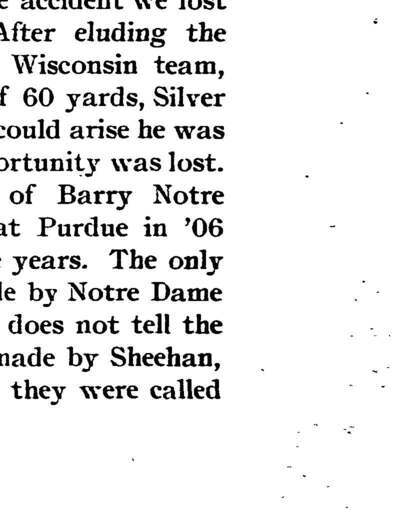 accident we lost
After eluding the
Wisconsin team,
60 yards, Silver
could arise he was
was lost.
of Barry Notre
at Purdue in '06
years. The only
by Notre Dame
does not tell the
made by Sheehan,
they were called